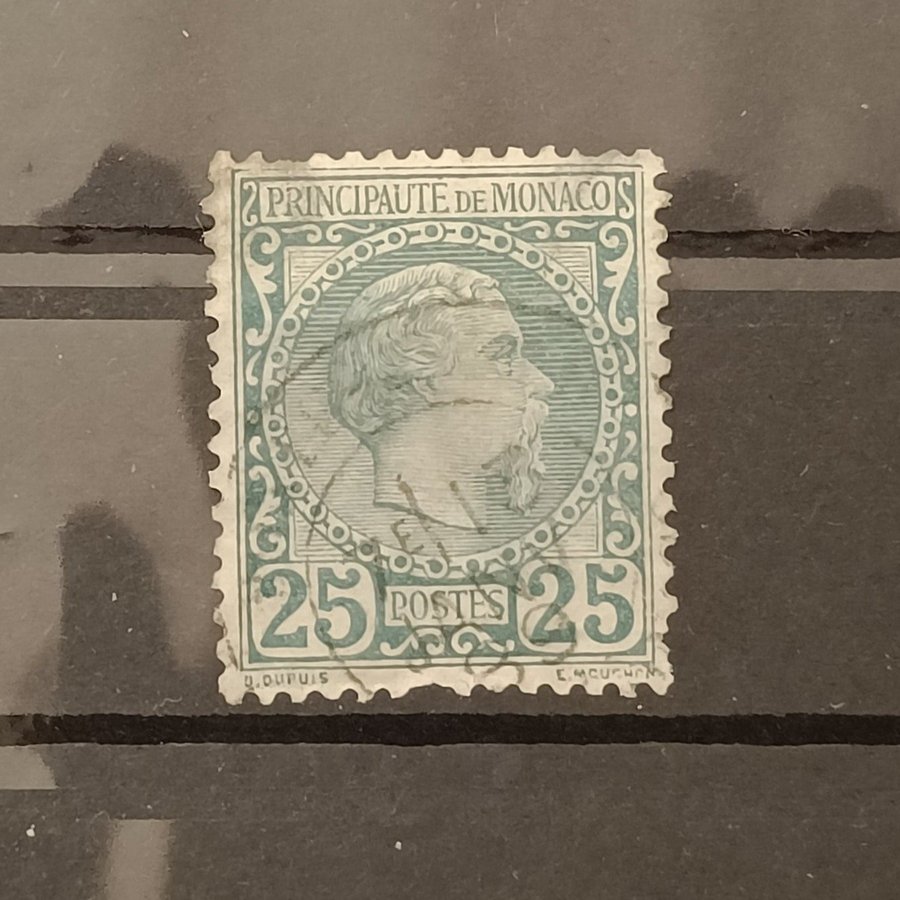 PRINCIPAUTE DE MONACO
25 POSTES 25
D. DUPUIS E. MOUCHON